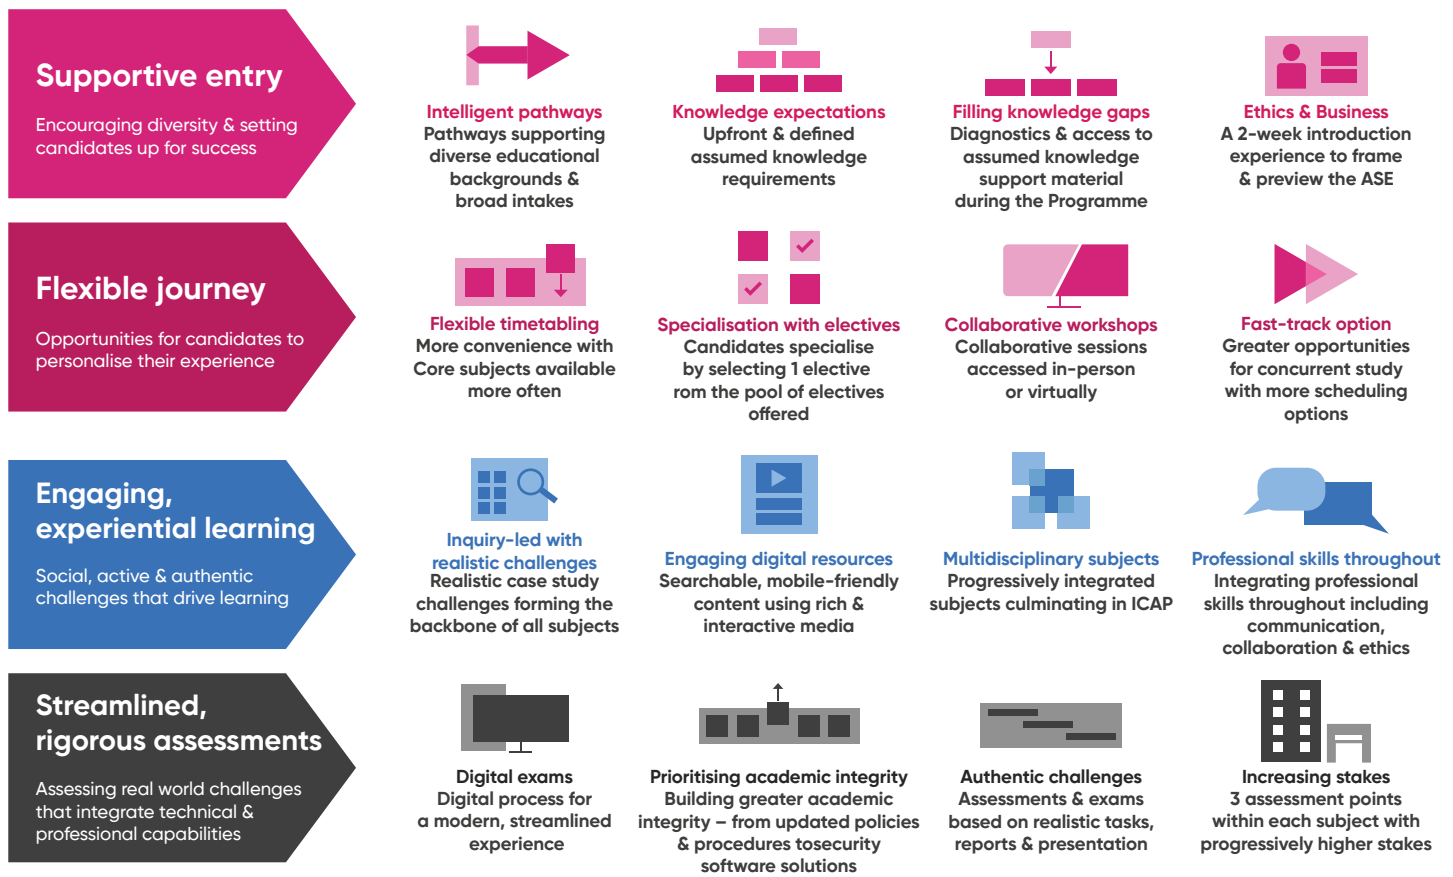 Supportive entry
Encouraging diversity & setting
candidates up for success
Intelligent pathways
Pathways supporting
diverse educational
backgrounds &
broad intakes
Knowledge expectations
Upfront & defined
assumed knowledge
requirements
Filling knowledge gaps
Diagnostics & access to
assumed knowledge
support material
during the Programme
Ethics & Business
A 2-week introduction
experience to frame
& preview the ASE
Flexible journey
Opportunities for candidates to
personalise their experience
Flexible timetabling
More convenience with
Core subjects available
more often
Specialisation with electives
Candidates specialise
by selecting 1 elective
rom the pool of electives
offered
Collaborative workshops
Collaborative sessions
accessed in-person
or virtually
Fast-track option
Greater opportunities
for concurrent study
with more scheduling
options
Engaging,
experiential learning
Social, active & authentic
challenges that drive learning
Inquiry-led with
realistic challenges
Realistic case study
challenges forming the
backbone of all subjects
Engaging digital resources
Searchable, mobile-friendly
content using rich &
interactive media
Multidisciplinary subjects
Progressively integrated
subjects culminating in ICAP
Professional skills throughout
Integrating professional
skills throughout including
communication,
collaboration & ethics
Streamlined,
rigorous assessments
Assessing real world challenges
that integrate technical &
professional capabilities
Digital exams
Digital process for
a modern, streamlined
experience
Prioritising academic integrity
Building greater academic
integrity – from updated policies
& procedures tosecurity
software solutions
Authentic challenges
Assessments & exams
based on realistic tasks,
reports & presentation
Increasing stakes
3 assessment points
within each subject with
progressively higher stakes